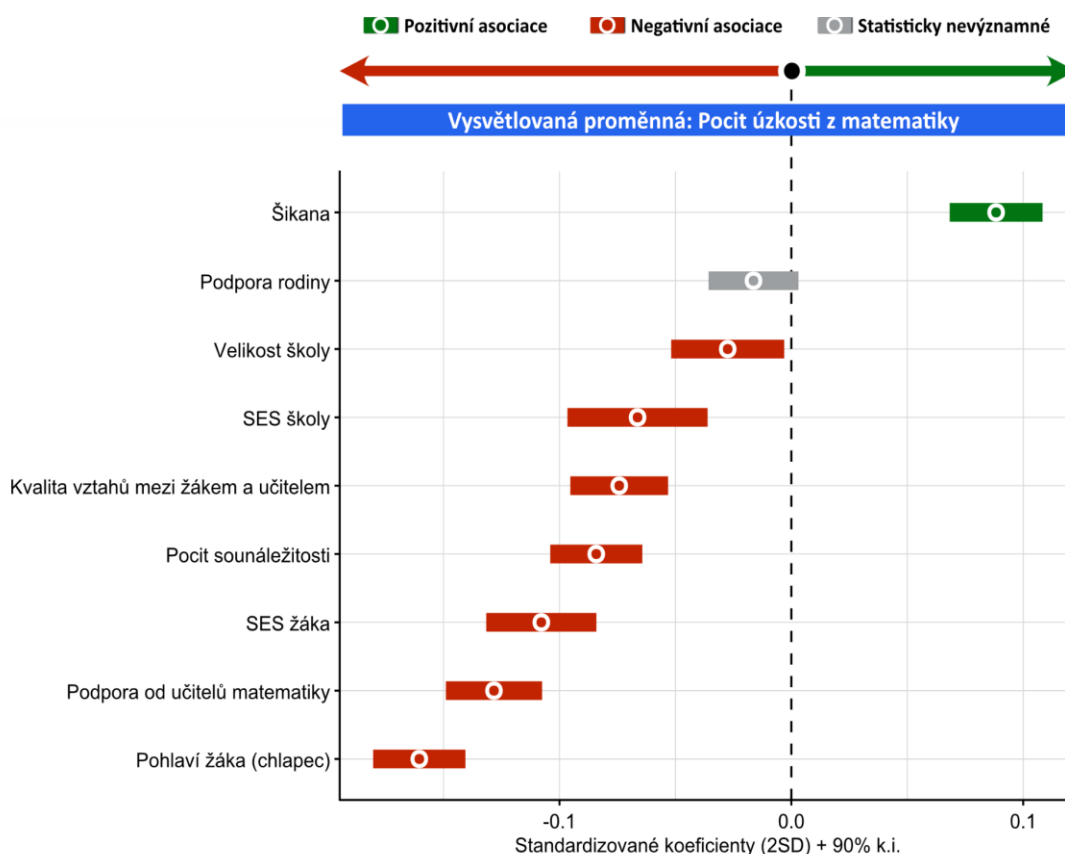 Pozitivní asociace
Negativní asociace
Statisticky nevýznamné
Vysvětlovaná proměnná: Pocit úzkosti z matematiky
Šikana
Podpora rodiny
Velikost školy
SES školy
Kvalita vztahů mezi žákem a učitelem
Pocit sounáležitosti
SES žáka
Podpora od učitelů matematiky
Pohlaví žáka (chlapec)
-0.1
0.0
0.1
Standardizované koeficienty (2SD) + 90% k.i.